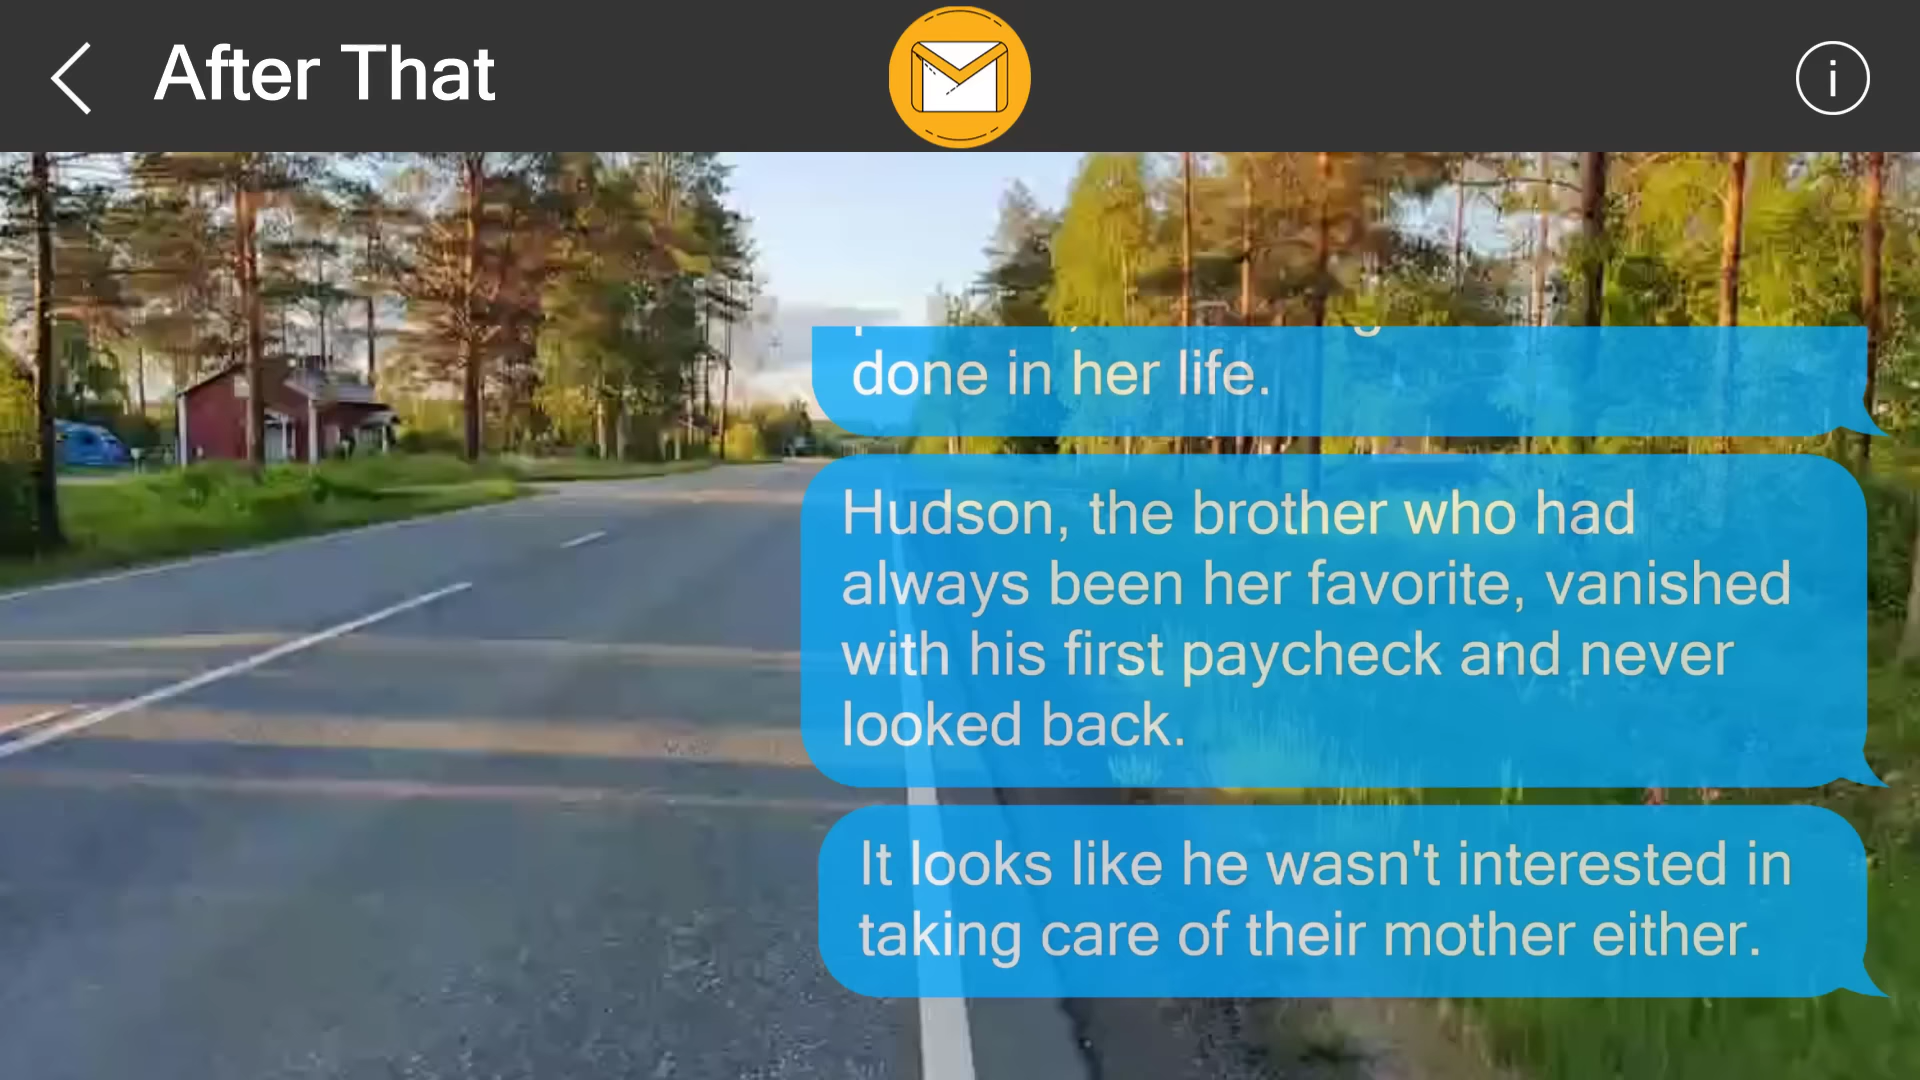 After That
done in her life.
Hudson, the brother who had
always been her favorite, vanished
with his first paycheck and never
looked back.
It looks like he wasn't interested in
taking care of their mother either.